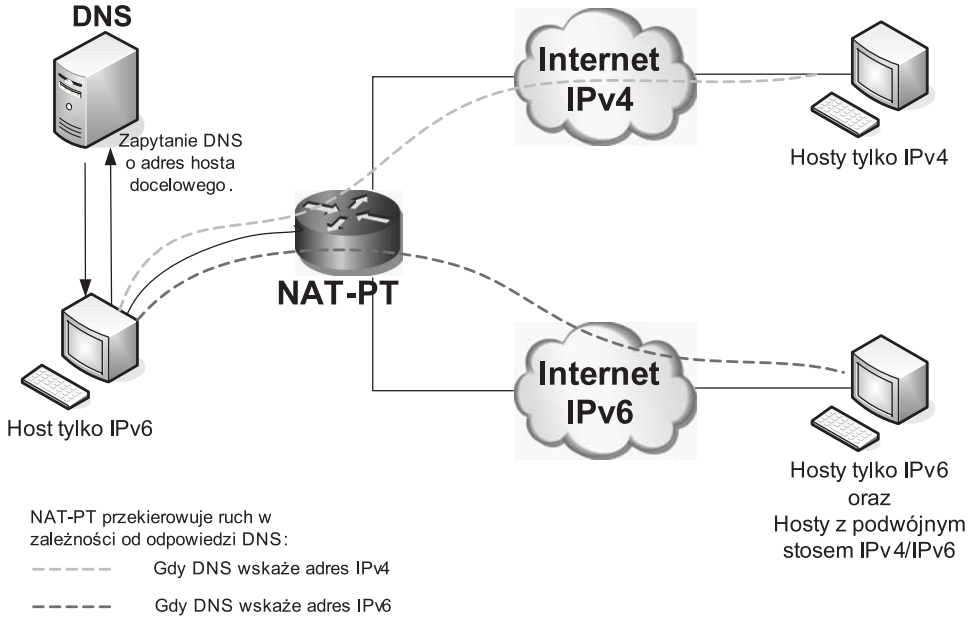 DNS
Zapytanie DNS
o adres hosta
docelowego.
Internet
IPv4
Hosty tylko IPv4
NAT-PT
Host tylko IPv6
Internet
IPv6
Hosty tylko IPv6
oraz
Hosty z podwójnym
stosem IPv4/IPv6
NAT-PT przekierowuje ruch w
zależności od odpowiedzi DNS:
Gdy DNS wskaże adres IPv4
Gdy DNS wskaże adres IPv6